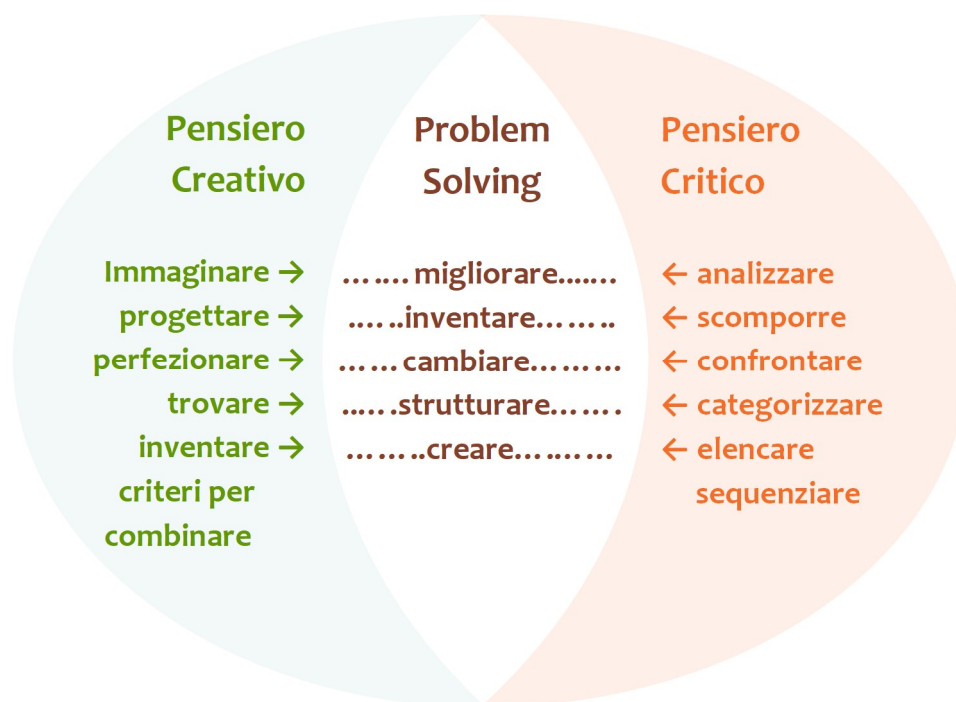 Pensiero
Creativo
Immaginare →
progettare →
perfezionare →
trovare →
inventare →
criteri per
combinare
Problem
Solving
…….migliorare.......
……inventare……..
……cambiare………
……strutturare…….
……..creare………
Pensiero
Critico
← analizzare
← scomporre
← confrontare
← categorizzare
← elencare
sequenziare